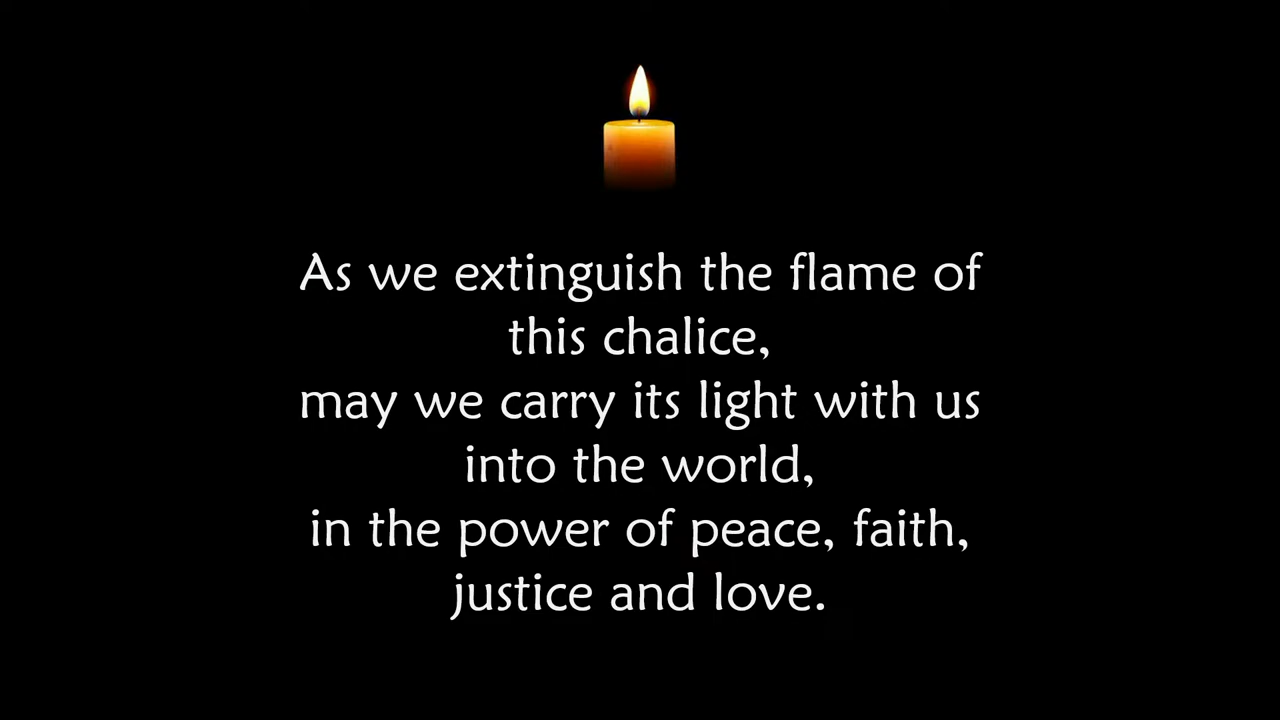 As we extinguish the flame of
this chalice,
may we carry its light with us
into the world,
in the power of peace, faith,
justice and love.